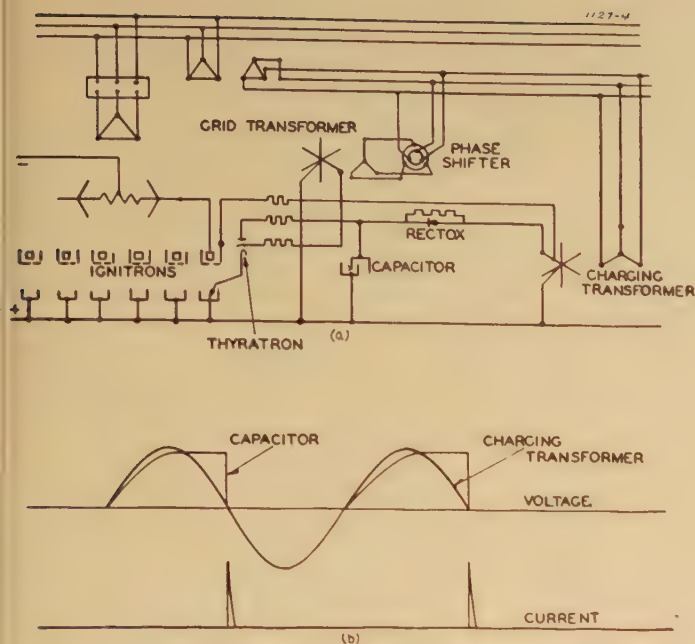 1127-4
GRID TRANSFORMER
PHASE
SHIFTER
RECTOX
IGNITRONS
CAPACITOR
CHARGING
TRANSFORMER
THYRATRON
(a)
CAPACITOR
CHARGING
TRANSFORMER
VOLTAGE
CURRENT
(b)